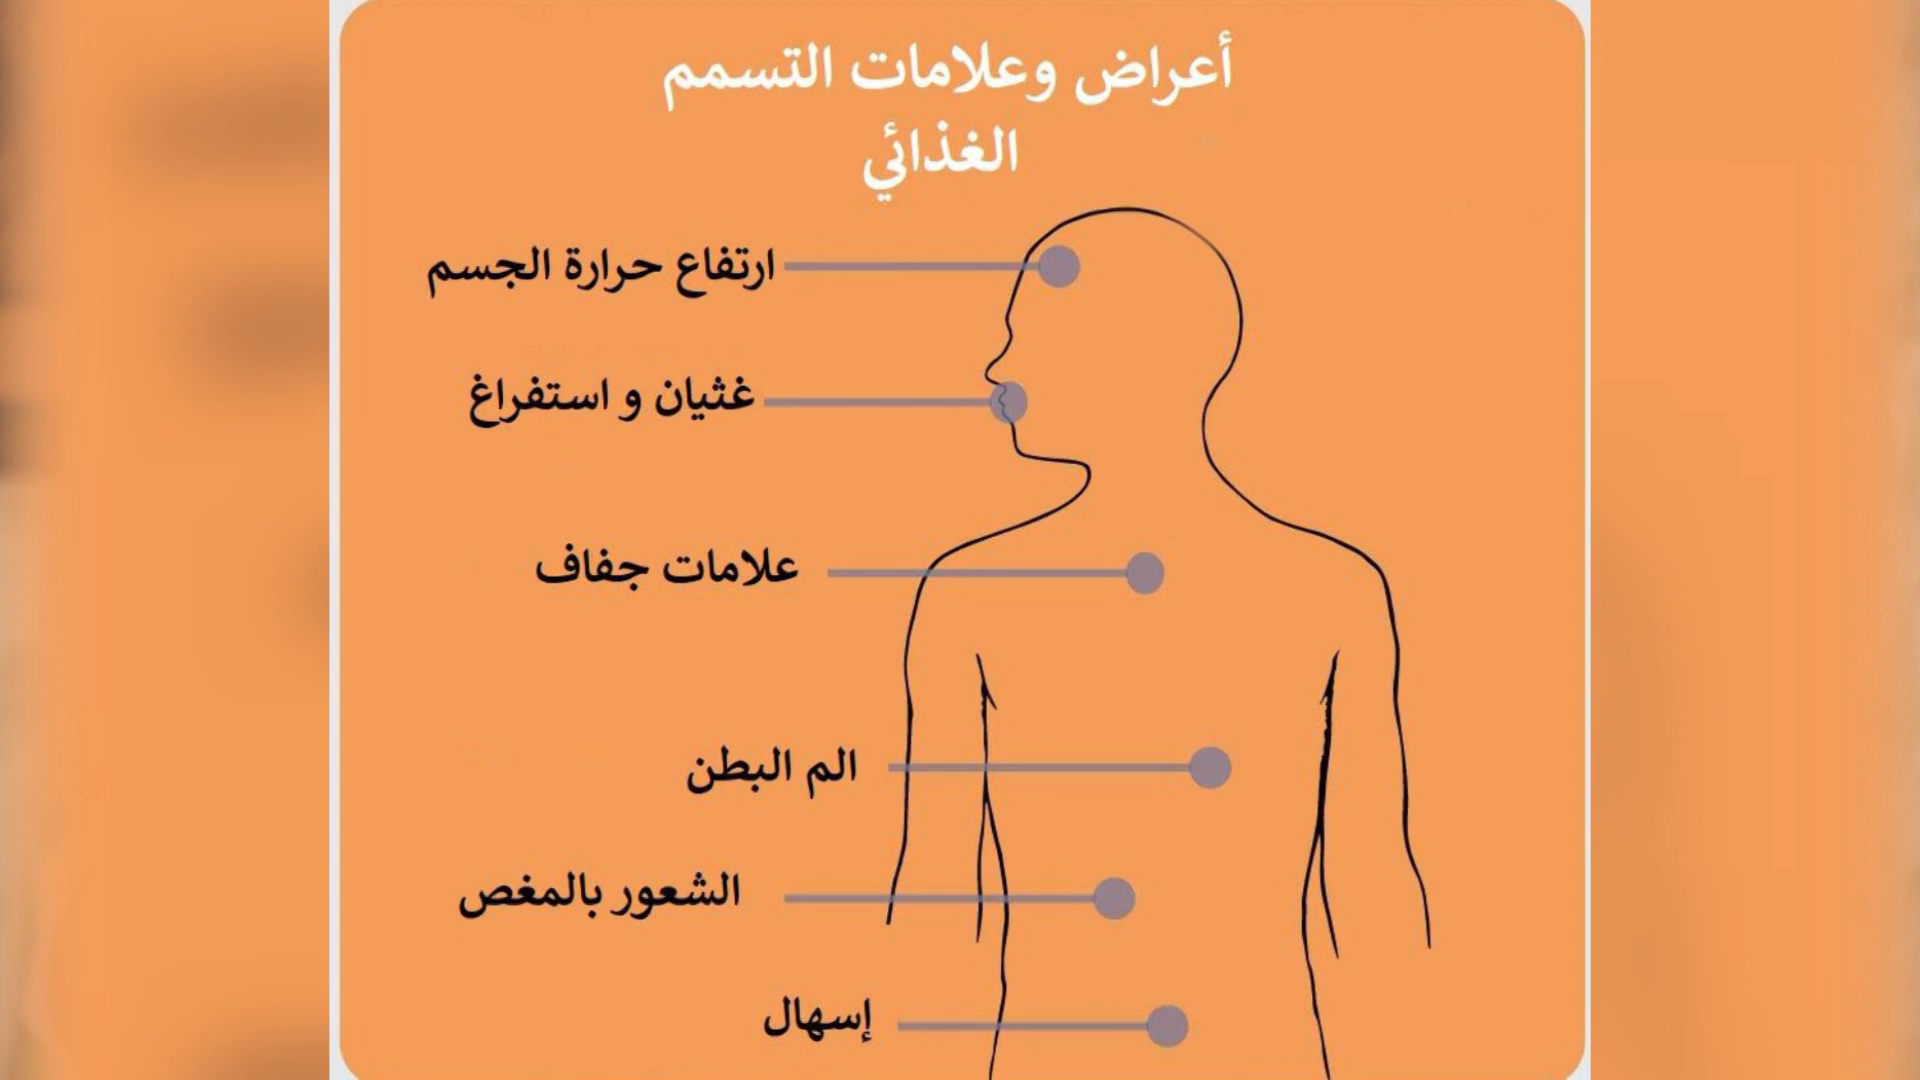 أعراض وعلامات التسمم
الغذائي
ارتفاع حرارة الجسم
غثيان و استفراغ
علامات جفاف
الم البطن
الشعور بالمغص
إسهال